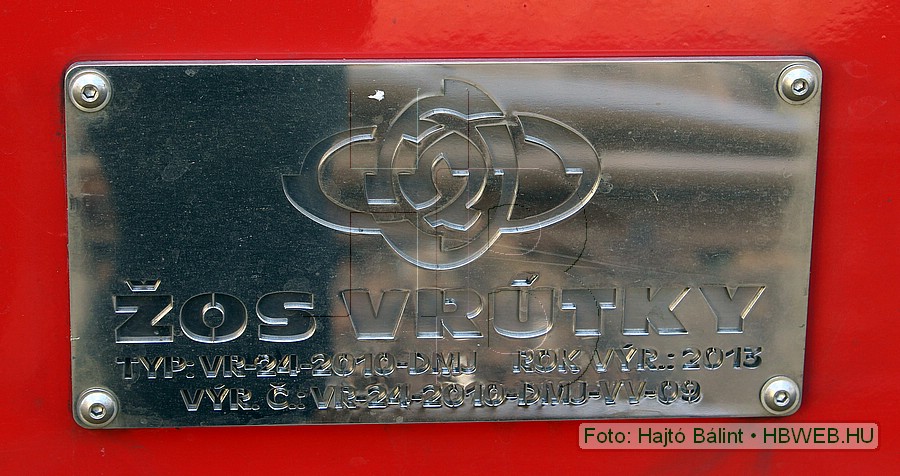 ŽOS VRÚTKY
TYP: VR-24-2010-DMJ ROK VÝR.: 2013
VÝR. Č.: VR-24-2010-DMJ-VV-09
Foto: Hajtó Bálint • HBWEB.HU